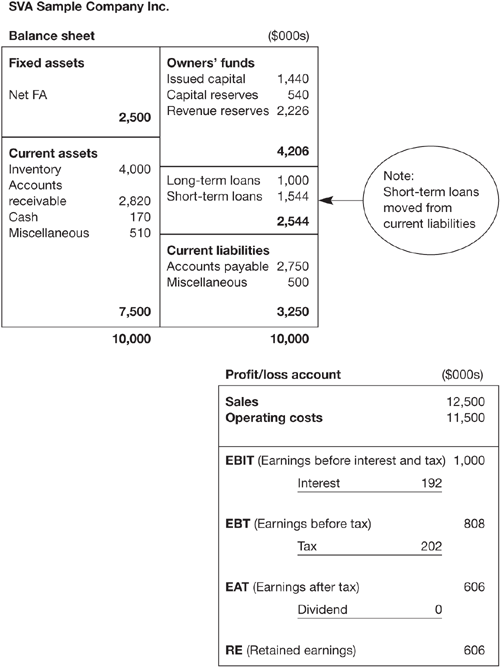 SVA Sample Company Inc.
Balance sheet ($000s)
Fixed assets
Net FA
2,500
Current assets
Inventory 4,000
Accounts
receivable 2,820
Cash 170
Miscellaneous 510
7,500
10,000
Owners' funds
Issued capital 1,440
Capital reserves 540
Revenue reserves 2,226
4,206
Long-term loans 1,000
Short-term loans 1,544
2,544
Current liabilities
Accounts payable 2,750
Miscellaneous 500
3,250
10,000
Note:
Short-term loans
moved from
current liabilities
Profit/loss account ($000s)
Sales 12,500
Operating costs 11,500
EBIT (Earnings before interest and tax) 1,000
Interest 192
EBT (Earnings before tax) 808
Tax 202
EAT (Earnings after tax) 606
Dividend 0
RE (Retained earnings) 606